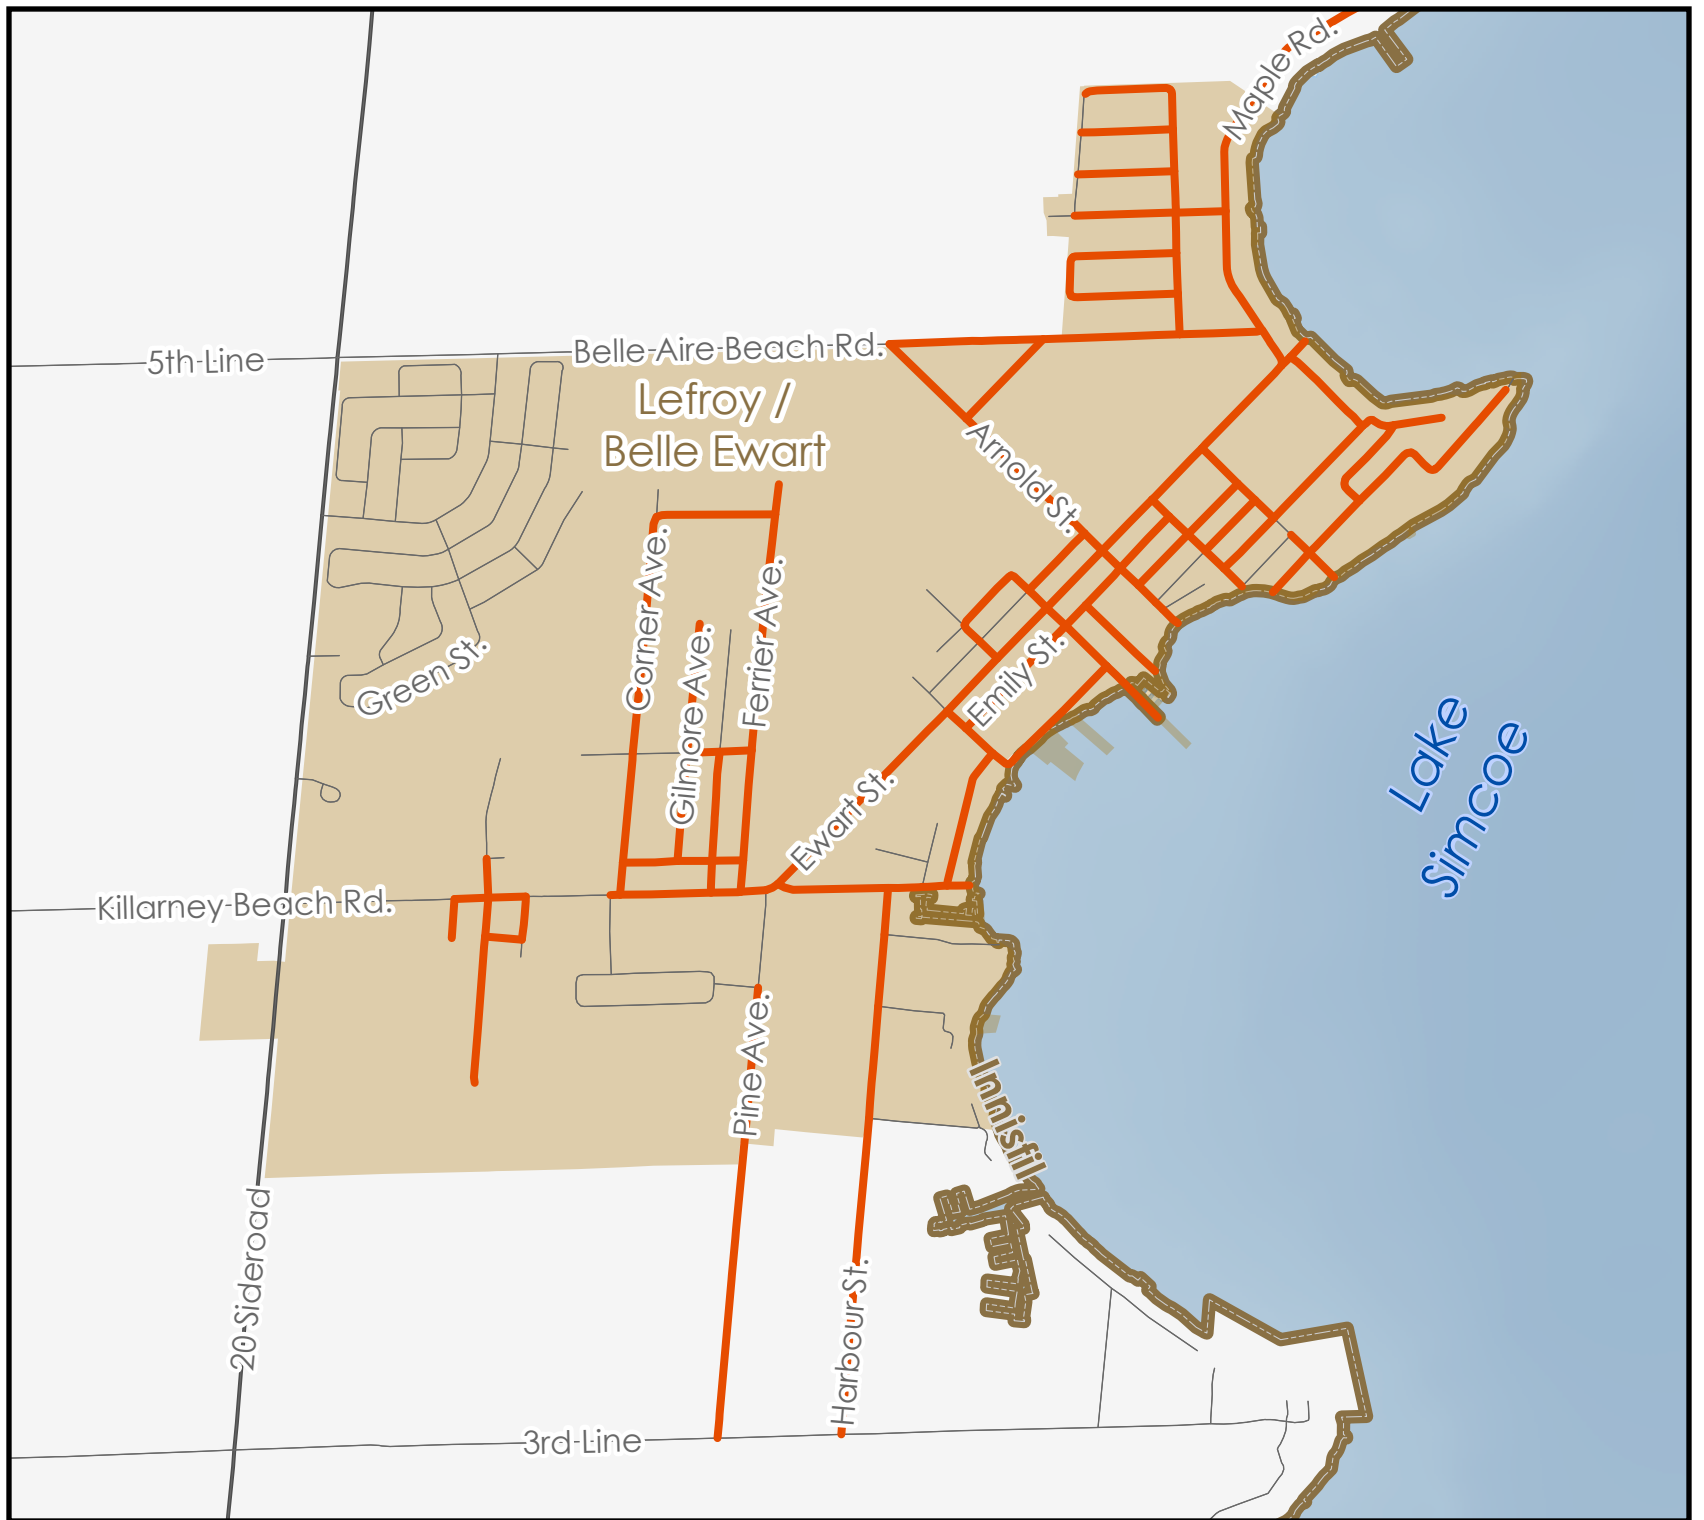 Maple Rd.
5th Line
Belle Aire Beach Rd.
Lefroy /
Belle Ewart
Arnold St.
Corner Ave.
Ferrier Ave.
Gilmore Ave.
Green St.
Emily St.
Lake
Simcoe
Ewart St.
Killarney Beach Rd.
Pine Ave.
Innisfil
20 Sideroad
Harbour St.
3rd Line